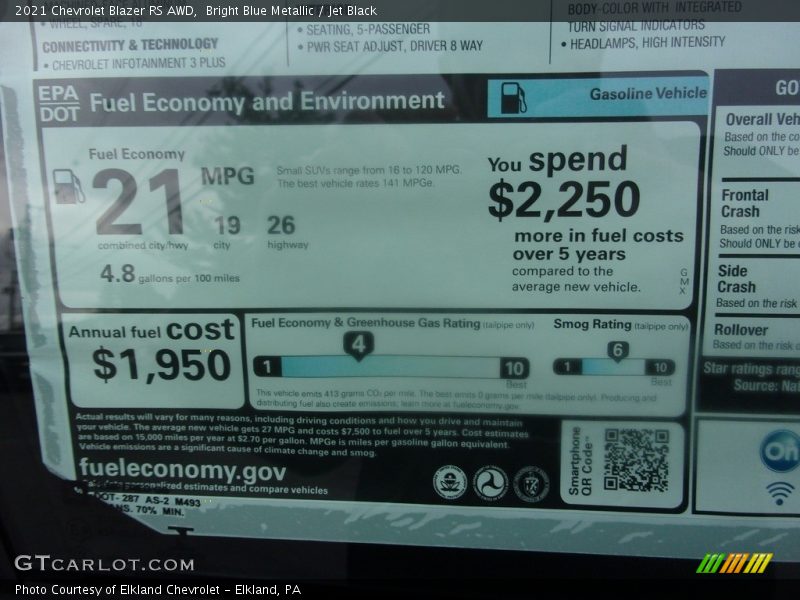 2021 Chevrolet Blazer RS AWD, Bright Blue Metallic / Jet Black
• WHEEL, SPARE, 16"
CONNECTIVITY & TECHNOLOGY
• CHEVROLET INFOTAINMENT 3 PLUS
• SEATING, 5-PASSENGER
• PWR SEAT ADJUST, DRIVER 8 WAY
BODY-COLOR WITH INTEGRATED
TURN SIGNAL INDICATORS
• HEADLAMPS, HIGH INTENSITY
EPA
DOT
Fuel Economy and Environment
Gasoline Vehicle
Fuel Economy
21 MPG
combined city/hwy
19
city
26
highway
4.8 gallons per 100 miles
Small SUVs range from 16 to 120 MPG.
The best vehicle rates 141 MPGe.
You spend
$2,250
more in fuel costs
over 5 years
compared to the
average new vehicle.
GMX
Annual fuel cost
$1,950
Fuel Economy & Greenhouse Gas Rating (tailpipe only)
4
1
10
Best
Smog Rating (tailpipe only)
6
1
10
Best
This vehicle emits 413 grams CO₂ per mile. The best emits 0 grams per mile (tailpipe only). Producing and
distributing fuel also create emissions; learn more at fueleconomy.gov.
Actual results will vary for many reasons, including driving conditions and how you drive and maintain
your vehicle. The average new vehicle gets 27 MPG and costs $7,500 to fuel over 5 years. Cost estimates
are based on 15,000 miles per year at $2.70 per gallon. MPGe is miles per gasoline gallon equivalent.
Vehicle emissions are a significant cause of climate change and smog.
fueleconomy.gov
personalized estimates and compare vehicles
Smartphone
QR Code™
DOT- 287 AS-2 M493
70% MIN.
GO
Overall Veh
Based on the co
Should ONLY be
Frontal
Crash
Based on the risk
Should ONLY be c
Side
Crash
Based on the risk
Rollover
Based on the risk o
Star ratings rang
Source: Nat
On
GTCARLOT.COM
Photo Courtesy of Elkland Chevrolet - Elkland, PA